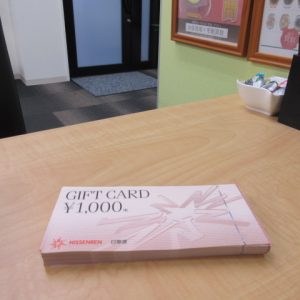 GIFT CARD
¥1,000
NISSENREN 日専連